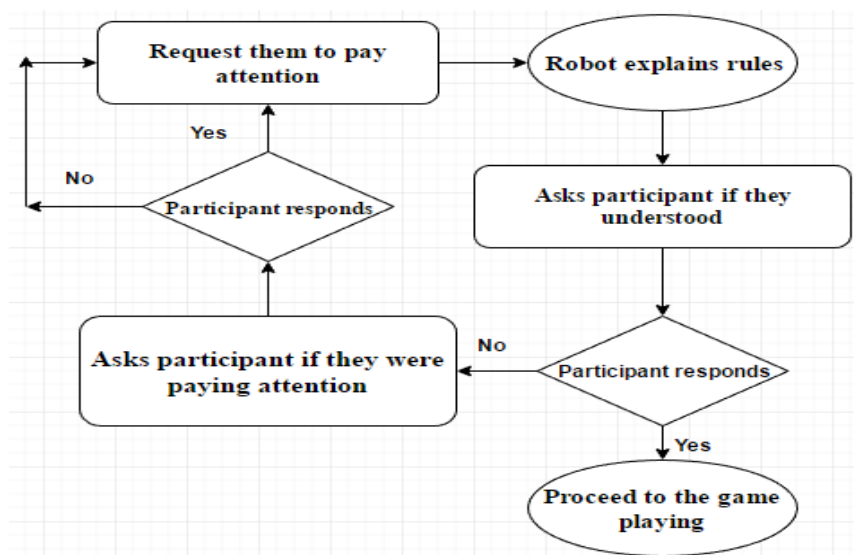 Request them to pay
attention
Robot explains rules
Yes
No
Participant responds
Asks participant if they
understood
Asks participant if they were
paying attention
No
Participant responds
Yes
Proceed to the game
playing